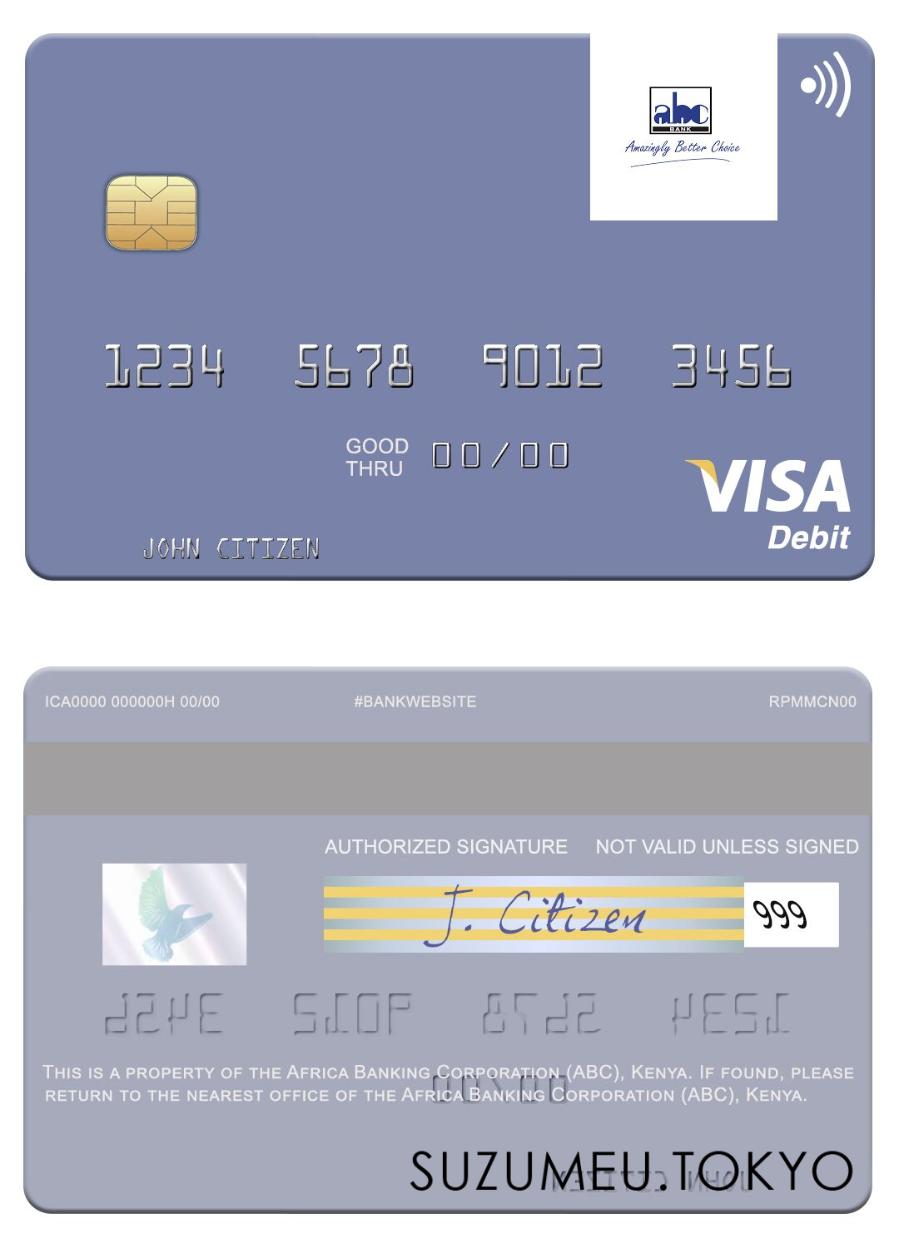 abc
BANK
Amazingly Better Choice
1234 5678 9012 3456
GOOD THRU 00/00
VISA
Debit
JOHN CITIZEN
ICA0000 000000H 00/00 #BANKWEBSITE RPMMCN00
AUTHORIZED SIGNATURE NOT VALID UNLESS SIGNED
J. Citizen 999
THIS IS A PROPERTY OF THE AFRICA BANKING CORPORATION (ABC), KENYA. IF FOUND, PLEASE
RETURN TO THE NEAREST OFFICE OF THE AFRICA BANKING CORPORATION (ABC), KENYA.
SUZUMEU.TOKYO